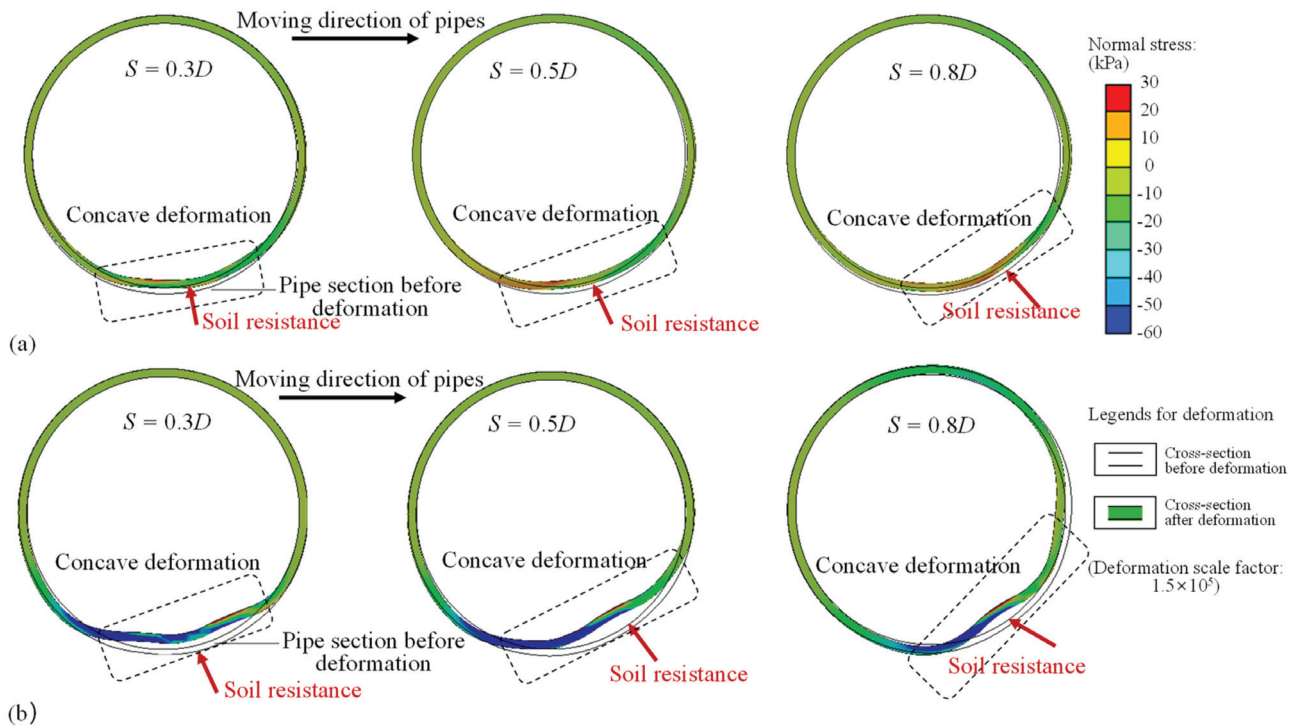 Moving direction of pipes
S = 0.3D
S = 0.5D
S = 0.8D
Normal stress:
(kPa)
30
20
10
0
-10
-20
-30
-40
-50
-60
Concave deformation
Concave deformation
Concave deformation
Pipe section before
deformation
Soil resistance
Soil resistance
Soil resistance
(a)
Moving direction of pipes
S = 0.3D
S = 0.5D
S = 0.8D
Legends for deformation
Cross-section
before deformation
Cross-section
after deformation
(Deformation scale factor:
1.5×10⁵)
Concave deformation
Concave deformation
Concave deformation
Pipe section before
deformation
Soil resistance
Soil resistance
Soil resistance
(b)